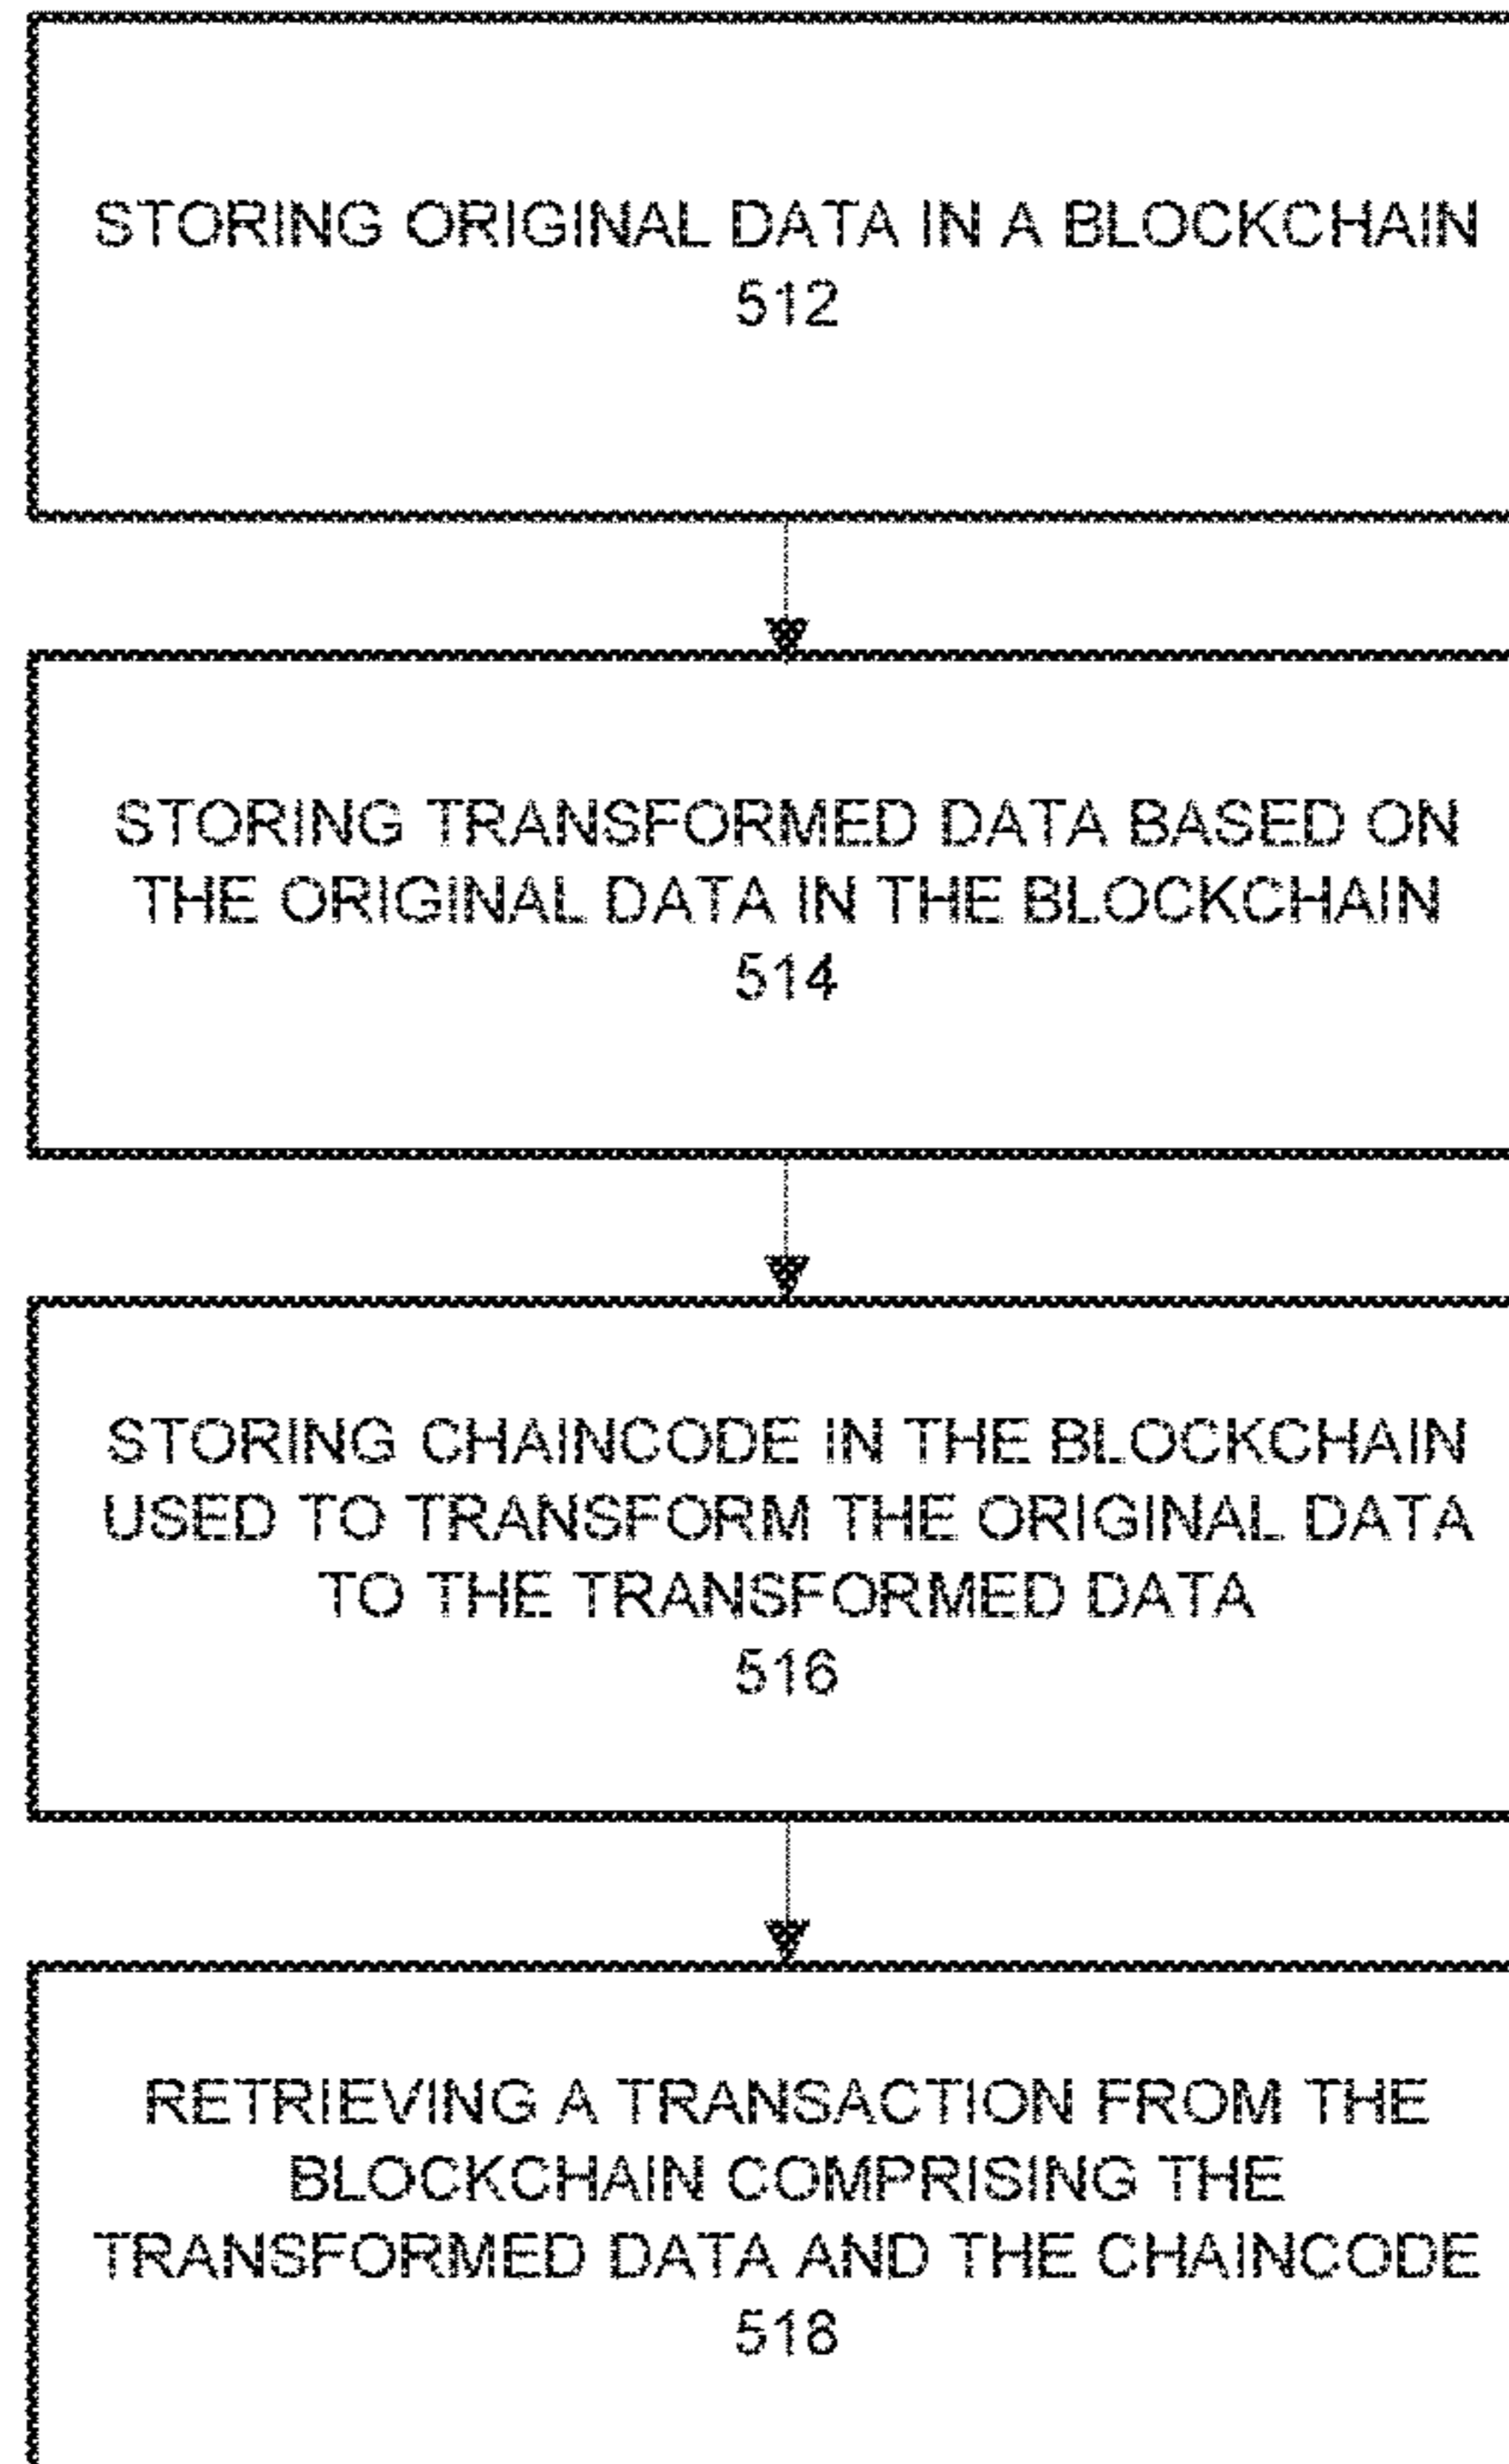 STORING ORIGINAL DATA IN A BLOCKCHAIN
512
STORING TRANSFORMED DATA BASED ON
THE ORIGINAL DATA IN THE BLOCKCHAIN
514
STORING CHAINCODE IN THE BLOCKCHAIN
USED TO TRANSFORM THE ORIGINAL DATA
TO THE TRANSFORMED DATA
516
RETRIEVING A TRANSACTION FROM THE
BLOCKCHAIN COMPRISING THE
TRANSFORMED DATA AND THE CHAINCODE
518